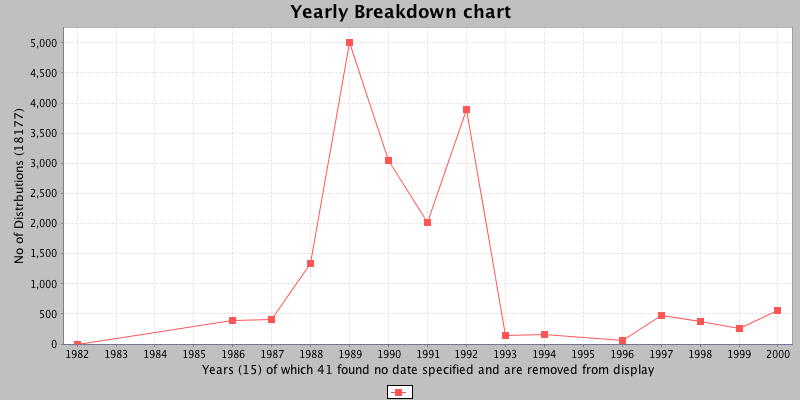 Yearly Breakdown chart
No of Distrbutions (18177)
5,000
4,500
4,000
3,500
3,000
2,500
2,000
1,500
1,000
500
0
1982 1983 1984 1985 1986 1987 1988 1989 1990 1991 1992 1993 1994 1995 1996 1997 1998 1999 2000
Years (15) of which 41 found no date specified and are removed from display